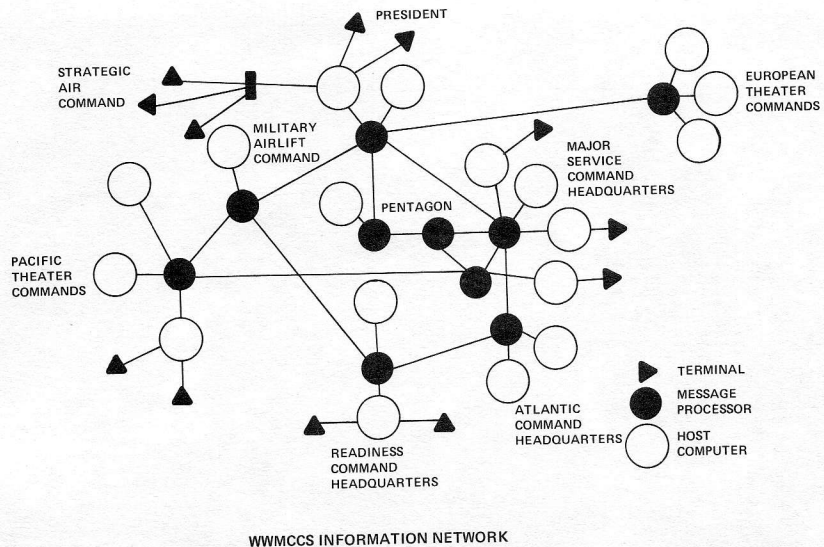 PRESIDENT
STRATEGIC
AIR
COMMAND
EUROPEAN
THEATER
COMMANDS
MILITARY
AIRLIFT
COMMAND
MAJOR
SERVICE
COMMAND
HEADQUARTERS
PENTAGON
PACIFIC
THEATER
COMMANDS
TERMINAL
MESSAGE
PROCESSOR
HOST
COMPUTER
ATLANTIC
COMMAND
HEADQUARTERS
READINESS
COMMAND
HEADQUARTERS
WWMCCS INFORMATION NETWORK